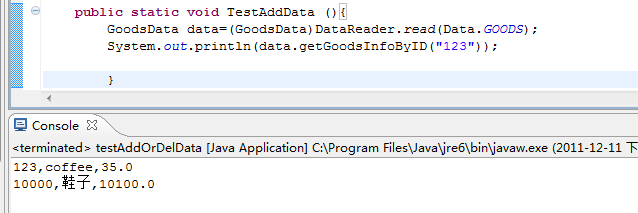 public static void TestAddData (){
GoodsData data=(GoodsData)DataReader.read(Data.GOODS);
System.out.println(data.getGoodsInfoByID("123"));
}
Console
<terminated> testAddOrDelData [Java Application] C:\Program Files\Java\jre6\bin\javaw.exe (2011-12-11 下
123,coffee,35.0
10000,鞋子,10100.0